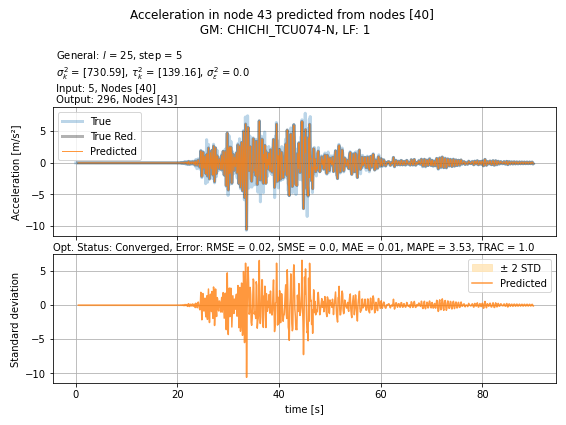 Acceleration in node 43 predicted from nodes [40]
GM: CHICHI_TCU074-N, LF: 1
General: l = 25, step = 5
σ²ₖ = [730.59], τ²ₖ = [139.16], σ²ε = 0.0
Input: 5, Nodes [40]
Output: 296, Nodes [43]
True
True Red.
Predicted
Acceleration [m/s²]
5
0
−5
−10
Opt. Status: Converged, Error: RMSE = 0.02, SMSE = 0.0, MAE = 0.01, MAPE = 3.53, TRAC = 1.0
± 2 STD
Predicted
Standard deviation
5
0
−5
−10
0 20 40 60 80
time [s]